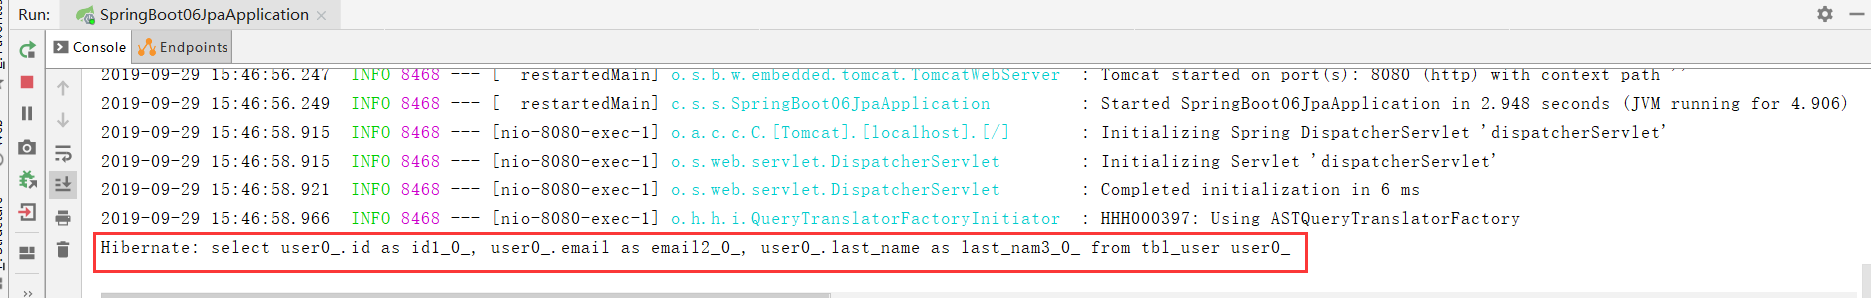 Run: SpringBoot06JpaApplication
Console Endpoints
2019-09-29 15:46:56.247 INFO 8468 --- [ restartedMain] o.s.b.w.embedded.tomcat.TomcatWebServer : Tomcat started on port(s): 8080 (http) with context path ''
2019-09-29 15:46:56.249 INFO 8468 --- [ restartedMain] c.s.s.SpringBoot06JpaApplication : Started SpringBoot06JpaApplication in 2.948 seconds (JVM running for 4.906)
2019-09-29 15:46:58.915 INFO 8468 --- [nio-8080-exec-1] o.a.c.c.C.[Tomcat].[localhost].[/] : Initializing Spring DispatcherServlet 'dispatcherServlet'
2019-09-29 15:46:58.915 INFO 8468 --- [nio-8080-exec-1] o.s.web.servlet.DispatcherServlet : Initializing Servlet 'dispatcherServlet'
2019-09-29 15:46:58.921 INFO 8468 --- [nio-8080-exec-1] o.s.web.servlet.DispatcherServlet : Completed initialization in 6 ms
2019-09-29 15:46:58.966 INFO 8468 --- [nio-8080-exec-1] o.h.h.i.QueryTranslatorFactoryInitiator : HHH000397: Using ASTQueryTranslatorFactory
Hibernate: select user0_.id as id1_0_, user0_.email as email2_0_, user0_.last_name as last_nam3_0_ from tbl_user user0_